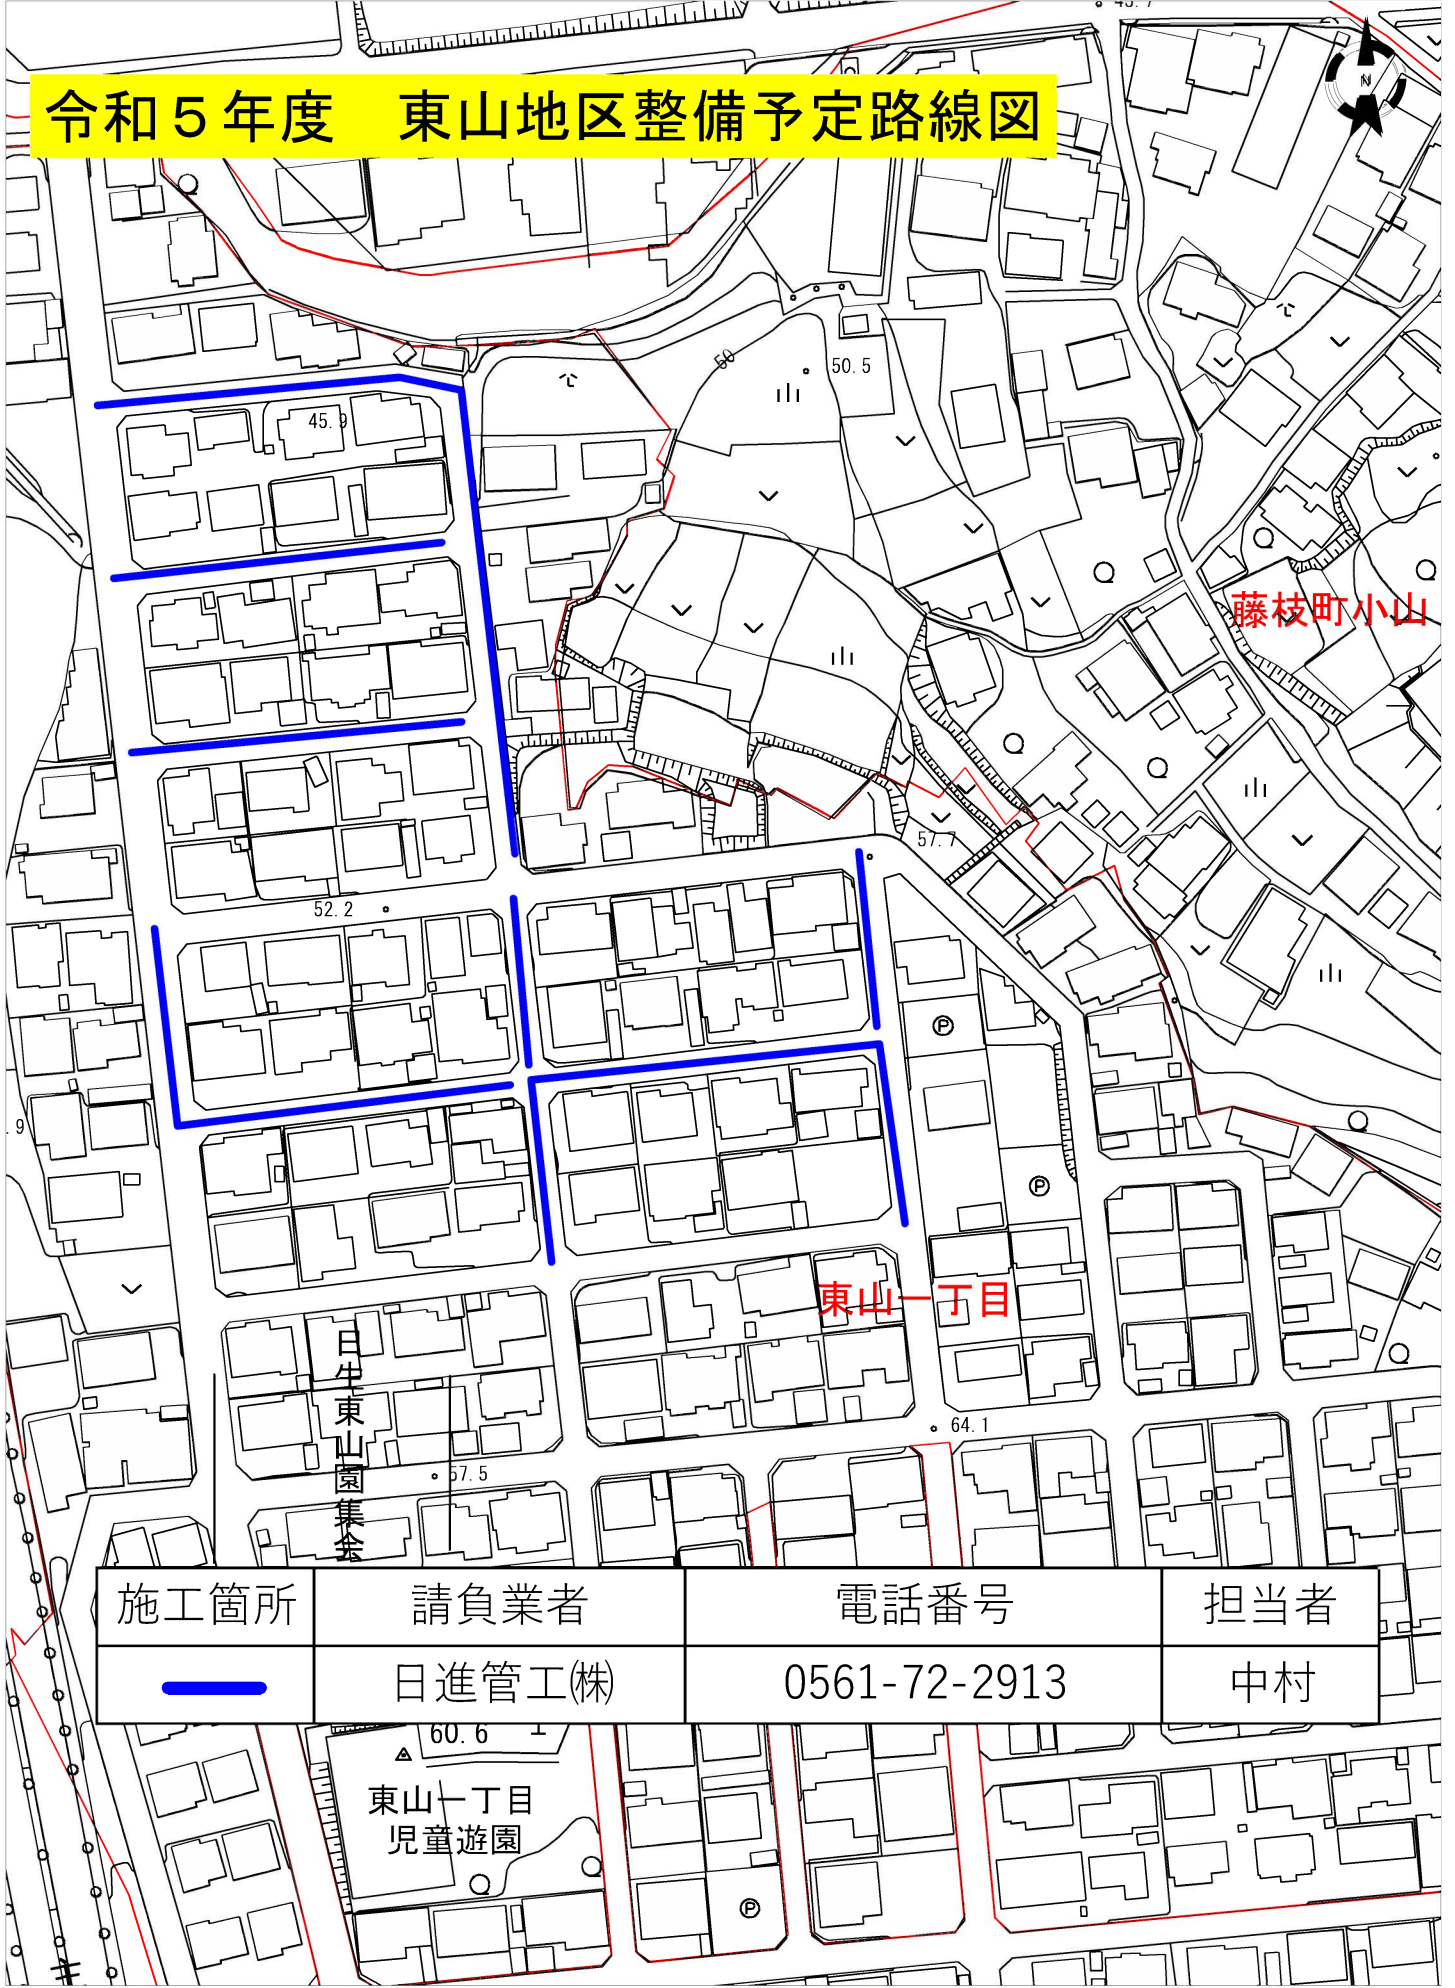 令和５年度　東山地区整備予定路線図
N
50
50.5
45.9
藤枝町小山
57.7
52.2
P
P
東山一丁目
日生東山園集会
64.1
57.5
施工箇所 請負業者 電話番号 担当者
日進管工㈱ 0561-72-2913 中村
60.6
東山一丁目
児童遊園
P